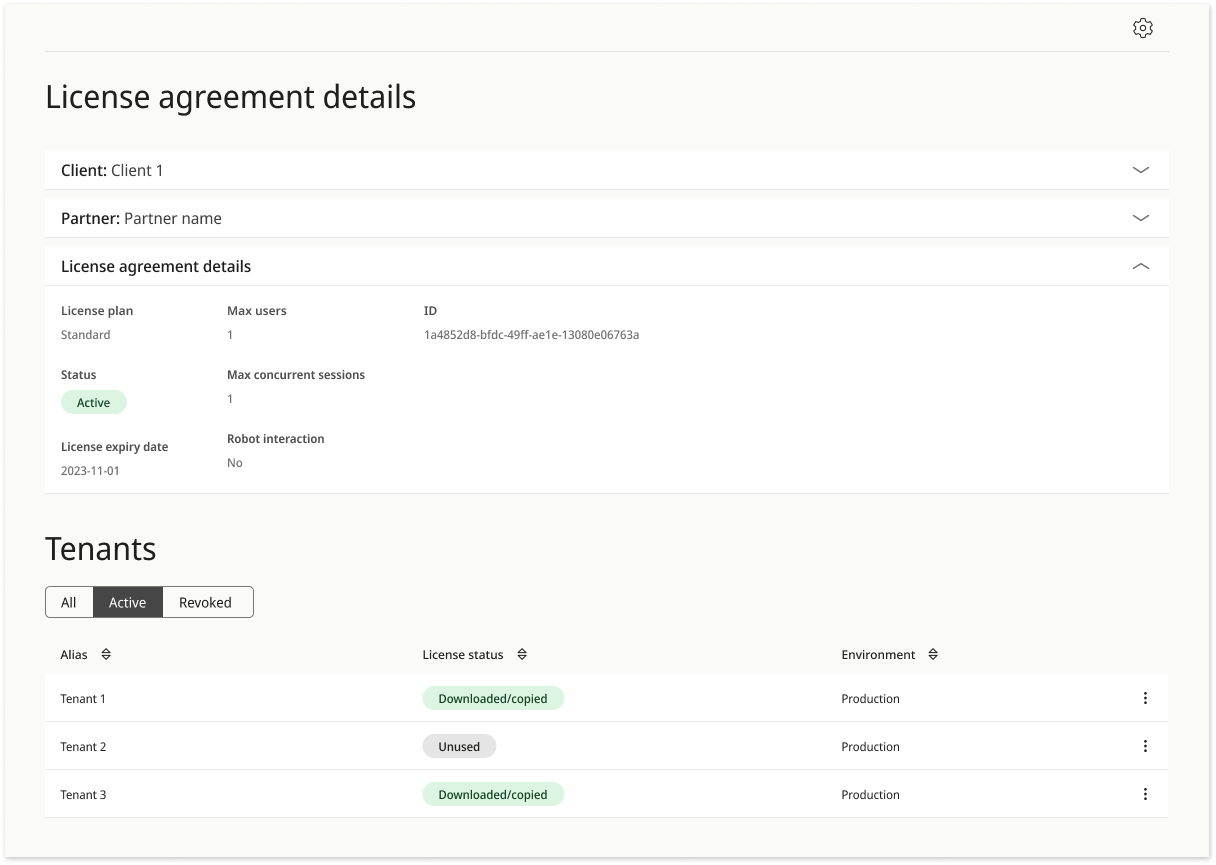 License agreement details
Client: Client 1
Partner: Partner name
License agreement details
License plan Max users ID
Standard 1 1a4852d8-bfdc-49ff-ae1e-13080e06763a
Status Max concurrent sessions
Active 1
License expiry date Robot interaction
2023-11-01 No
Tenants
All Active Revoked
Alias License status Environment
Tenant 1 Downloaded/copied Production
Tenant 2 Unused Production
Tenant 3 Downloaded/copied Production